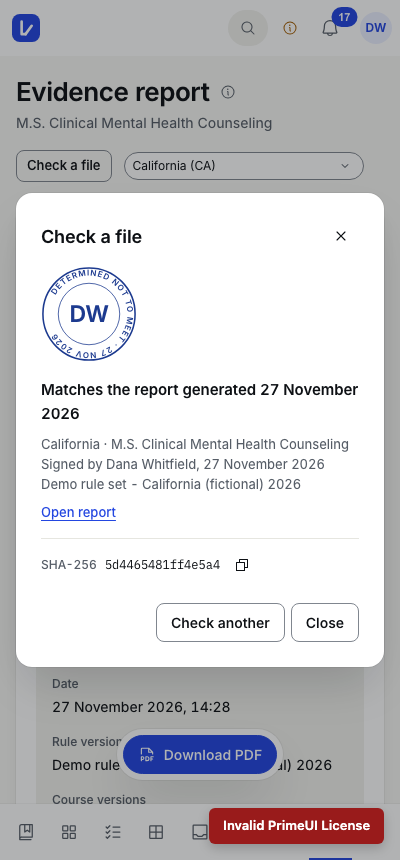 17
DW
Evidence report
M.S. Clinical Mental Health Counseling
Check a file
California (CA)
Check a file
DETERMINED NOT TO MEET · 27 NOV 2026
DW
Matches the report generated 27 November
2026
California · M.S. Clinical Mental Health Counseling
Signed by Dana Whitfield, 27 November 2026
Demo rule set - California (fictional) 2026
Open report
SHA-256 5d4465481ff4e5a4
Check another
Close
Date
27 November 2026, 14:28
Rule version
Demo rule
al) 2026
PDF
Download PDF
Course versions
Invalid PrimeUI License